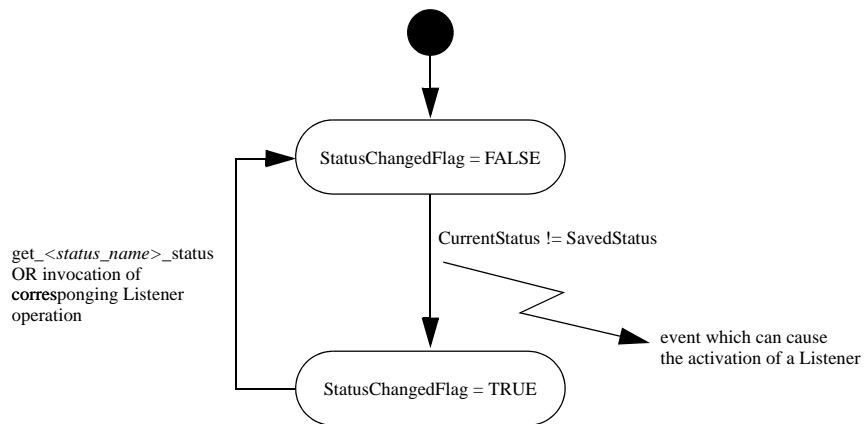 StatusChangedFlag = FALSE
CurrentStatus != SavedStatus
get_<status_name>_status
OR invocation of
corresponging Listener
operation
event which can cause
the activation of a Listener
StatusChangedFlag = TRUE